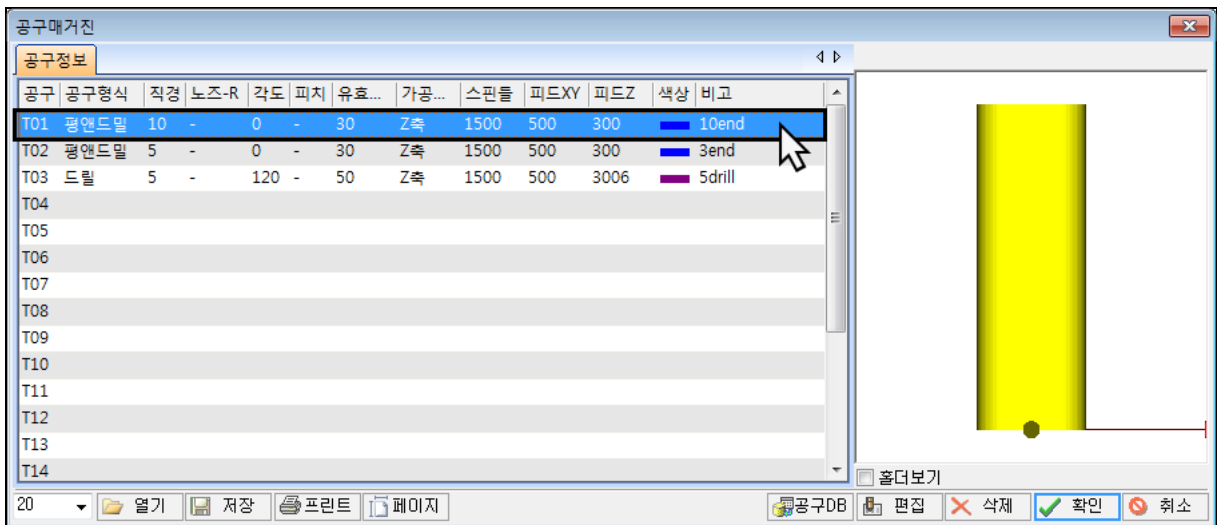 공구매거진
공구정보
공구 공구형식 직경 노즈-R 각도 피치 유효... 가공... 스핀들 피드XY 피드Z 색상 비고
T01 평앤드밀 10 - 0 - 30 Z축 1500 500 300 10end
T02 평앤드밀 5 - 0 - 30 Z축 1500 500 300 3end
T03 드릴 5 - 120 - 50 Z축 1500 500 3006 5drill
T04
T05
T06
T07
T08
T09
T10
T11
T12
T13
T14
홀더보기
20 열기 저장 프린트 페이지 공구DB 편집 삭제 확인 취소